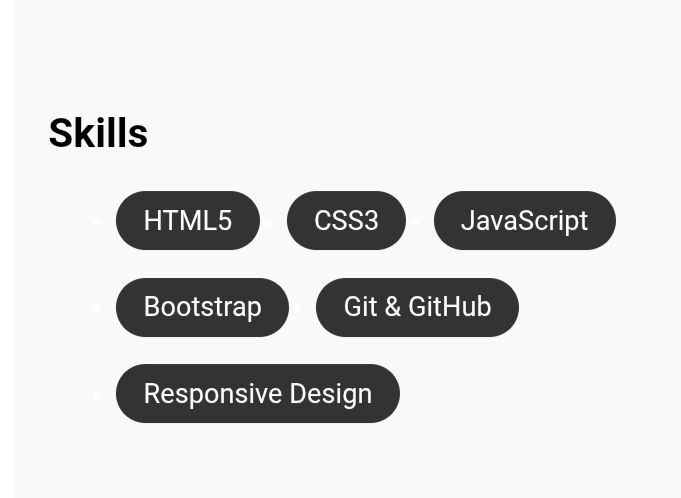 Skills
HTML5 CSS3 JavaScript
Bootstrap Git & GitHub
Responsive Design